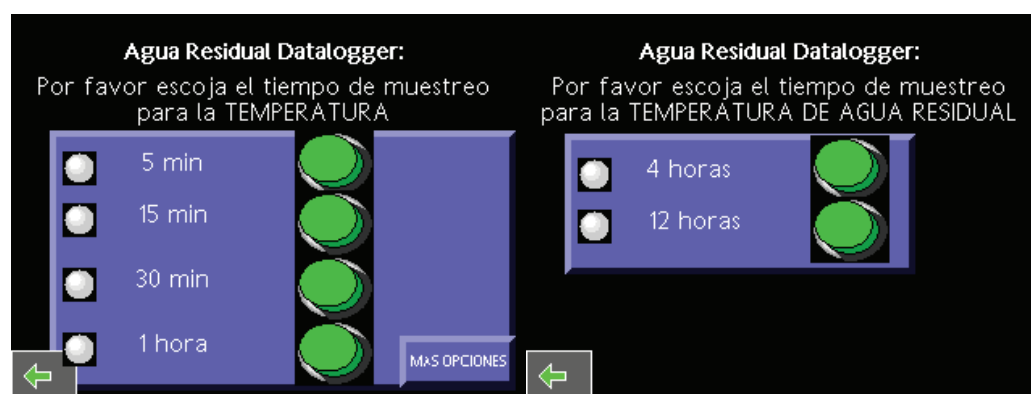 Agua Residual Datalogger:
Por favor escoja el tiempo de muestreo
para la TEMPERATURA
5 min
15 min
30 min
1 hora
MAS OPCIONES
Agua Residual Datalogger:
Por favor escoja el tiempo de muestreo
para la TEMPERATURA DE AGUA RESIDUAL
4 horas
12 horas